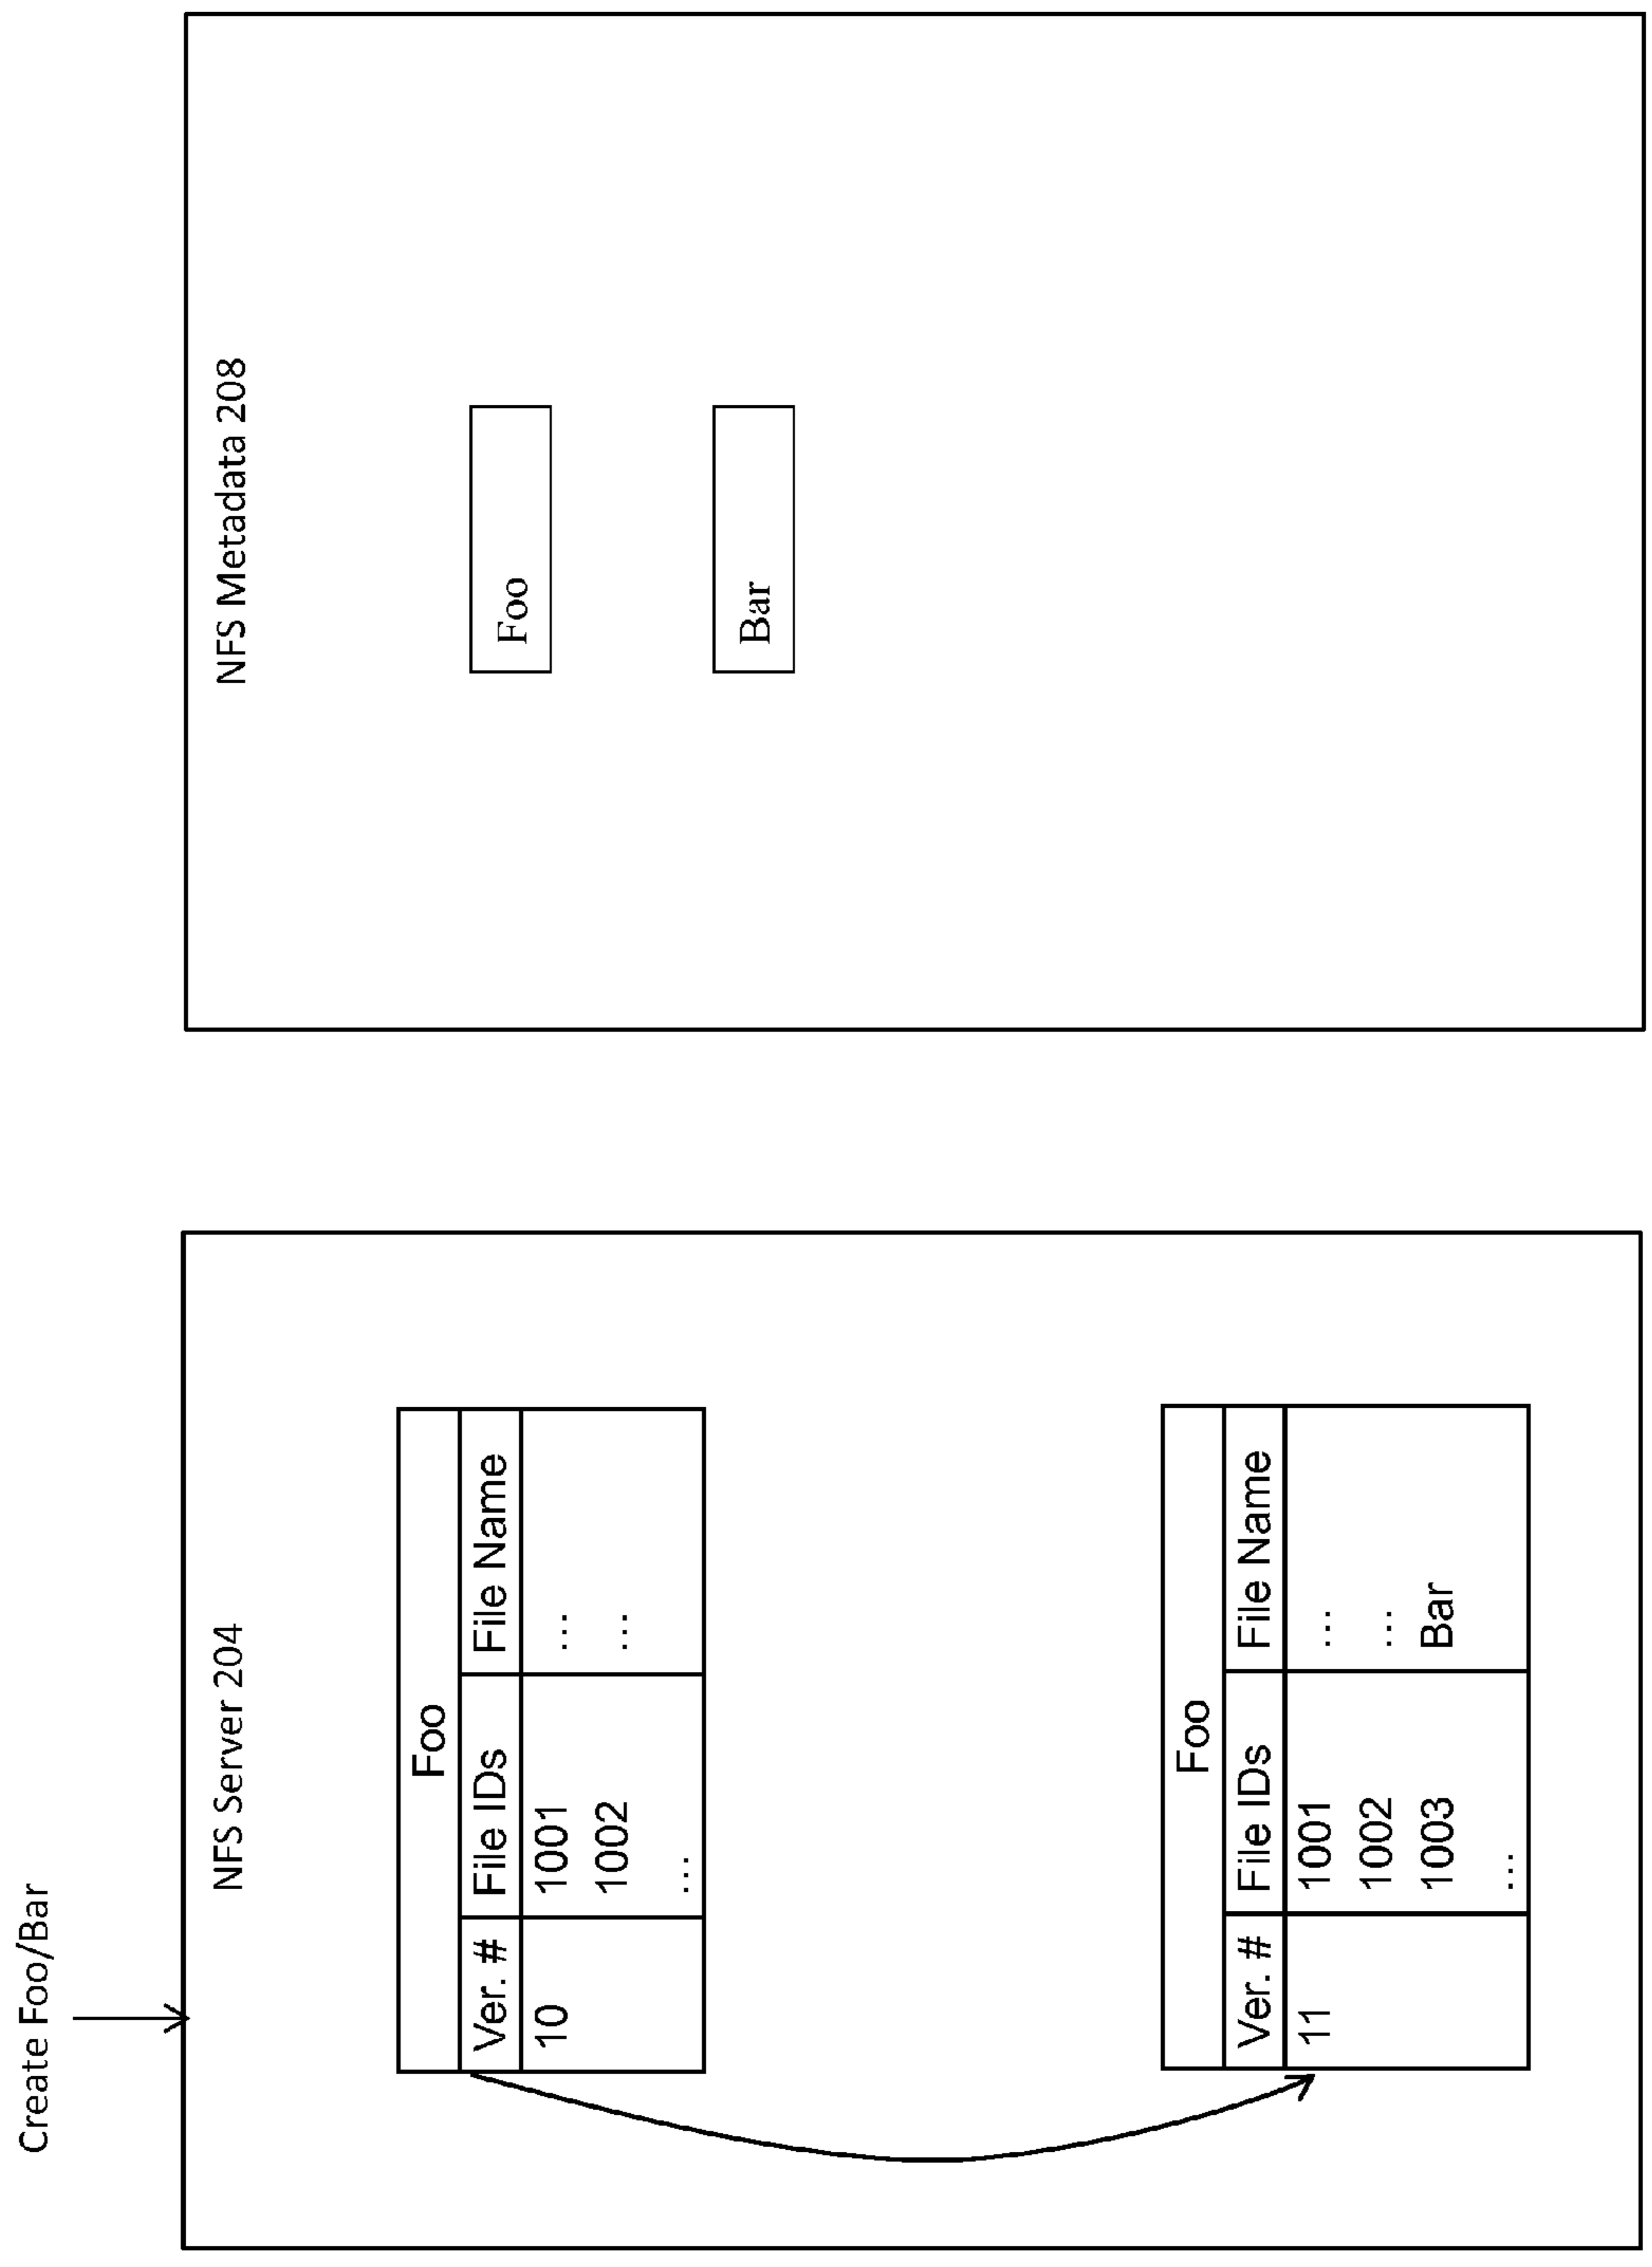 Create Foo/Bar
NFS Server 204
Foo
Ver. # File IDs File Name
10 1001 ...
1002 ...
...
Foo
Ver. # File IDs File Name
11 1001 ...
1002 ...
1003 Bar
...
NFS Metadata 208
Foo
Bar